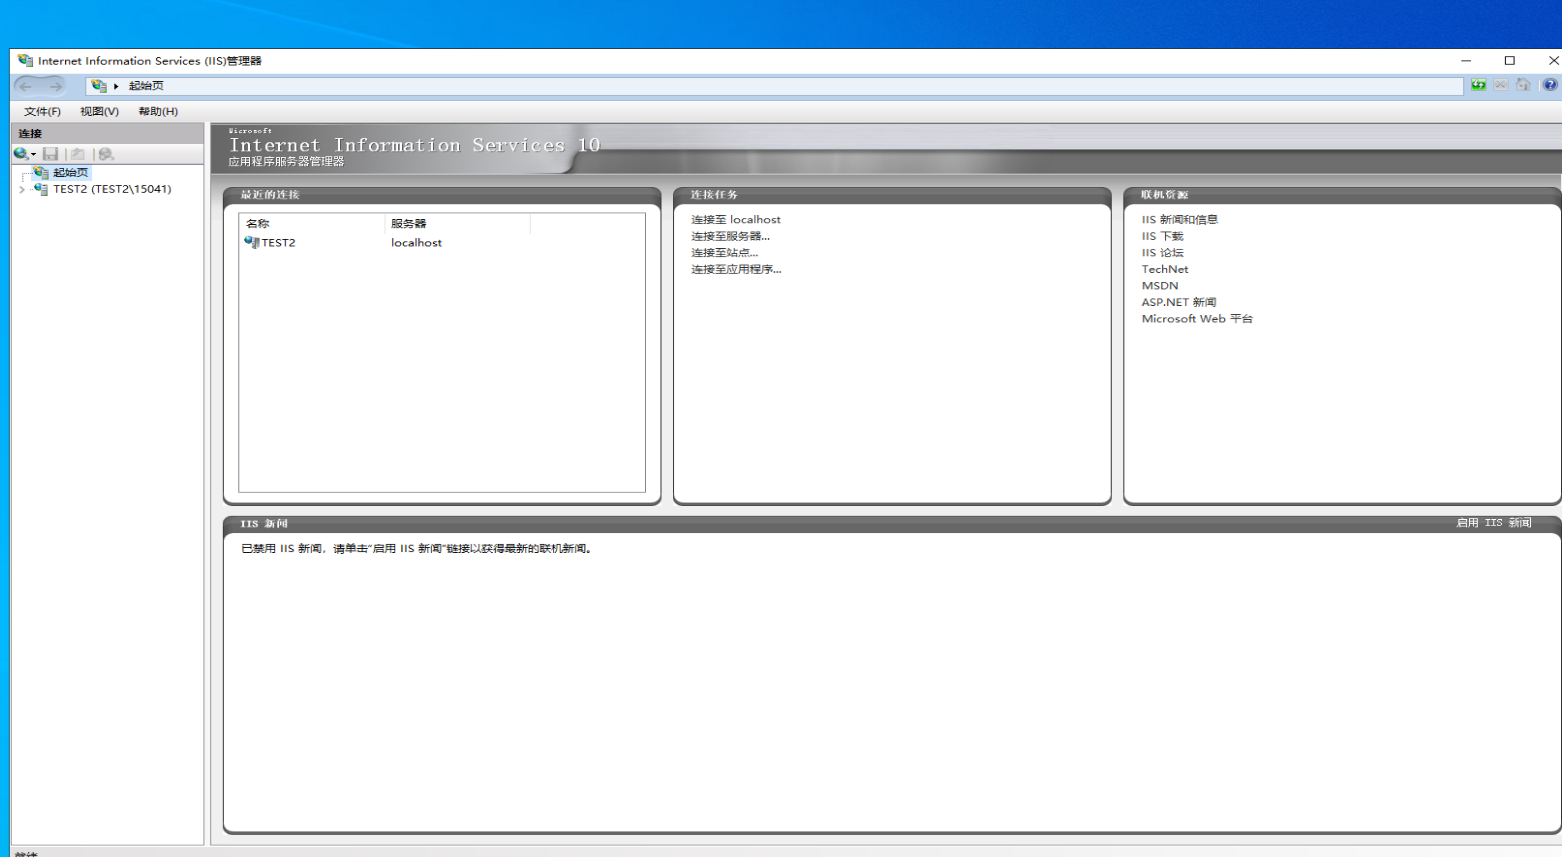 Internet Information Services (IIS)管理器
起始页
文件(F) 视图(V) 帮助(H)
连接
起始页
TEST2 (TEST2\15041)
Microsoft
Internet Information Services 10
应用程序服务器管理器
最近的连接
名称 服务器
TEST2 localhost
连接任务
连接至 localhost
连接至服务器...
连接至站点...
连接至应用程序...
联机资源
IIS 新闻和信息
IIS 下载
IIS 论坛
TechNet
MSDN
ASP.NET 新闻
Microsoft Web 平台
IIS 新闻
启用 IIS 新闻
已禁用 IIS 新闻，请单击“启用 IIS 新闻”链接以获得最新的联机新闻。
就绪